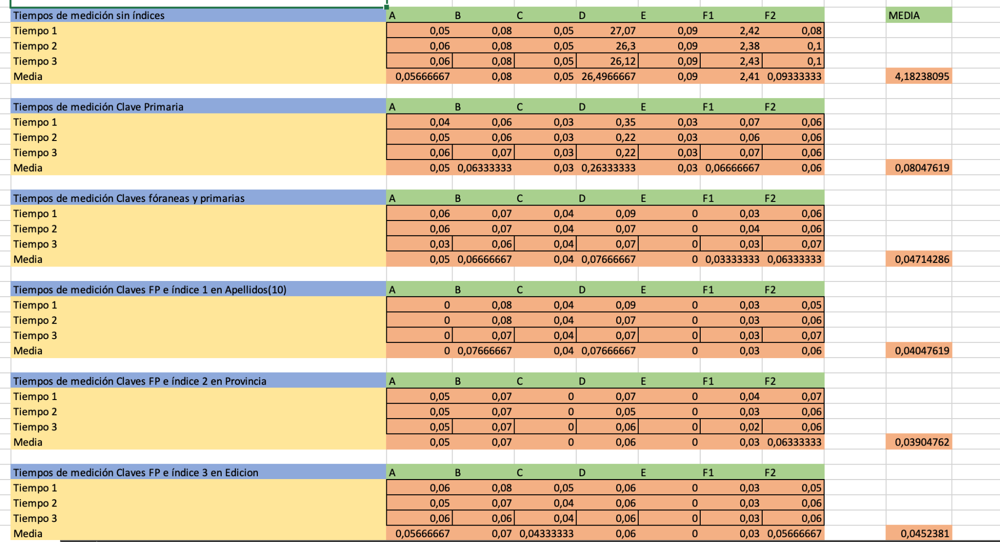 Tiempos de medición sin índices A B C D E F1 F2 MEDIA
Tiempo 1 0,05 0,08 0,05 27,07 0,09 2,42 0,08
Tiempo 2 0,06 0,08 0,05 26,3 0,09 2,38 0,1
Tiempo 3 0,06 0,08 0,05 26,12 0,09 2,43 0,1
Media 0,05666667 0,08 0,05 26,4966667 0,09 2,41 0,09333333 4,18238095
Tiempos de medición Clave Primaria A B C D E F1 F2
Tiempo 1 0,04 0,06 0,03 0,35 0,03 0,07 0,06
Tiempo 2 0,05 0,06 0,03 0,22 0,03 0,06 0,06
Tiempo 3 0,06 0,07 0,03 0,22 0,03 0,07 0,06
Media 0,05 0,06333333 0,03 0,26333333 0,03 0,06666667 0,06 0,08047619
Tiempos de medición Claves fóraneas y primarias A B C D E F1 F2
Tiempo 1 0,06 0,07 0,04 0,09 0 0,03 0,06
Tiempo 2 0,06 0,07 0,04 0,07 0 0,04 0,06
Tiempo 3 0,03 0,06 0,04 0,07 0 0,03 0,07
Media 0,05 0,06666667 0,04 0,07666667 0 0,03333333 0,06333333 0,04714286
Tiempos de medición Claves FP e índice 1 en Apellidos(10) A B C D E F1 F2
Tiempo 1 0 0,08 0,04 0,09 0 0,03 0,05
Tiempo 2 0 0,08 0,04 0,07 0 0,03 0,06
Tiempo 3 0 0,07 0,04 0,07 0 0,03 0,07
Media 0 0,07666667 0,04 0,07666667 0 0,03 0,06 0,04047619
Tiempos de medición Claves FP e índice 2 en Provincia A B C D E F1 F2
Tiempo 1 0,05 0,07 0 0,07 0 0,04 0,07
Tiempo 2 0,05 0,07 0 0,05 0 0,03 0,06
Tiempo 3 0,05 0,07 0 0,06 0 0,02 0,06
Media 0,05 0,07 0 0,06 0 0,03 0,06333333 0,03904762
Tiempos de medición Claves FP e índice 3 en Edicion A B C D E F1 F2
Tiempo 1 0,06 0,08 0,05 0,06 0 0,03 0,05
Tiempo 2 0,05 0,07 0,04 0,06 0 0,03 0,06
Tiempo 3 0,06 0,06 0,04 0,06 0 0,03 0,06
Media 0,05666667 0,07 0,04333333 0,06 0 0,03 0,05666667 0,0452381